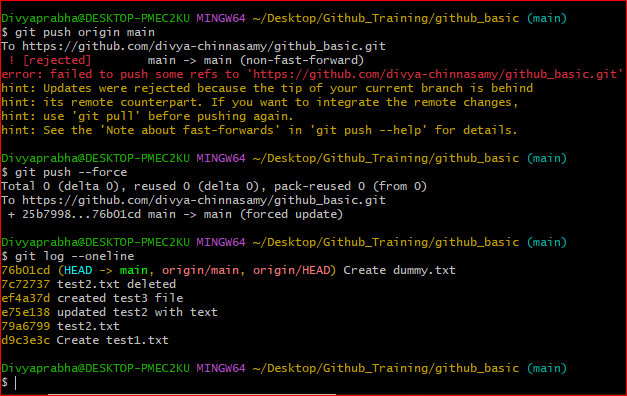 Divyaprabha@DESKTOP-PMEC2KU MINGW64 ~/Desktop/Github_Training/github_basic (main)
$ git push origin main
To https://github.com/divya-chinnasamy/github_basic.git
 ! [rejected]        main -> main (non-fast-forward)
error: failed to push some refs to 'https://github.com/divya-chinnasamy/github_basic.git'
hint: Updates were rejected because the tip of your current branch is behind
hint: its remote counterpart. If you want to integrate the remote changes,
hint: use 'git pull' before pushing again.
hint: See the 'Note about fast-forwards' in 'git push --help' for details.
Divyaprabha@DESKTOP-PMEC2KU MINGW64 ~/Desktop/Github_Training/github_basic (main)
$ git push --force
Total 0 (delta 0), reused 0 (delta 0), pack-reused 0 (from 0)
To https://github.com/divya-chinnasamy/github_basic.git
 + 25b7998...76b01cd main -> main (forced update)
Divyaprabha@DESKTOP-PMEC2KU MINGW64 ~/Desktop/Github_Training/github_basic (main)
$ git log --oneline
76b01cd (HEAD -> main, origin/main, origin/HEAD) Create dummy.txt
7c72737 test2.txt deleted
ef4a37d created test3 file
e75e138 updated test2 with text
79a6799 test2.txt
d9c3e3c Create test1.txt
Divyaprabha@DESKTOP-PMEC2KU MINGW64 ~/Desktop/Github_Training/github_basic (main)
$